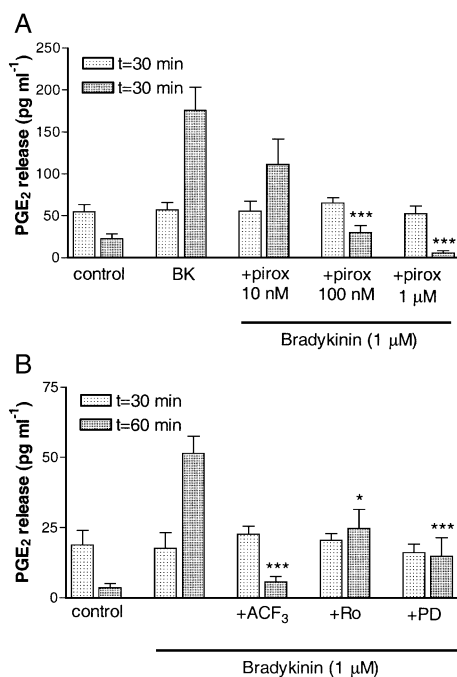 A
PGE₂ release (pg ml⁻¹)
250
200
150
100
50
0
t=30 min
t=30 min
***
***
control
BK
+pirox
10 nM
+pirox
100 nM
+pirox
1 µM
Bradykinin (1 µM)
B
PGE₂ release (pg ml⁻¹)
75
50
25
0
t=30 min
t=60 min
***
*
***
control
+ACF₃
+Ro
+PD
Bradykinin (1 µM)